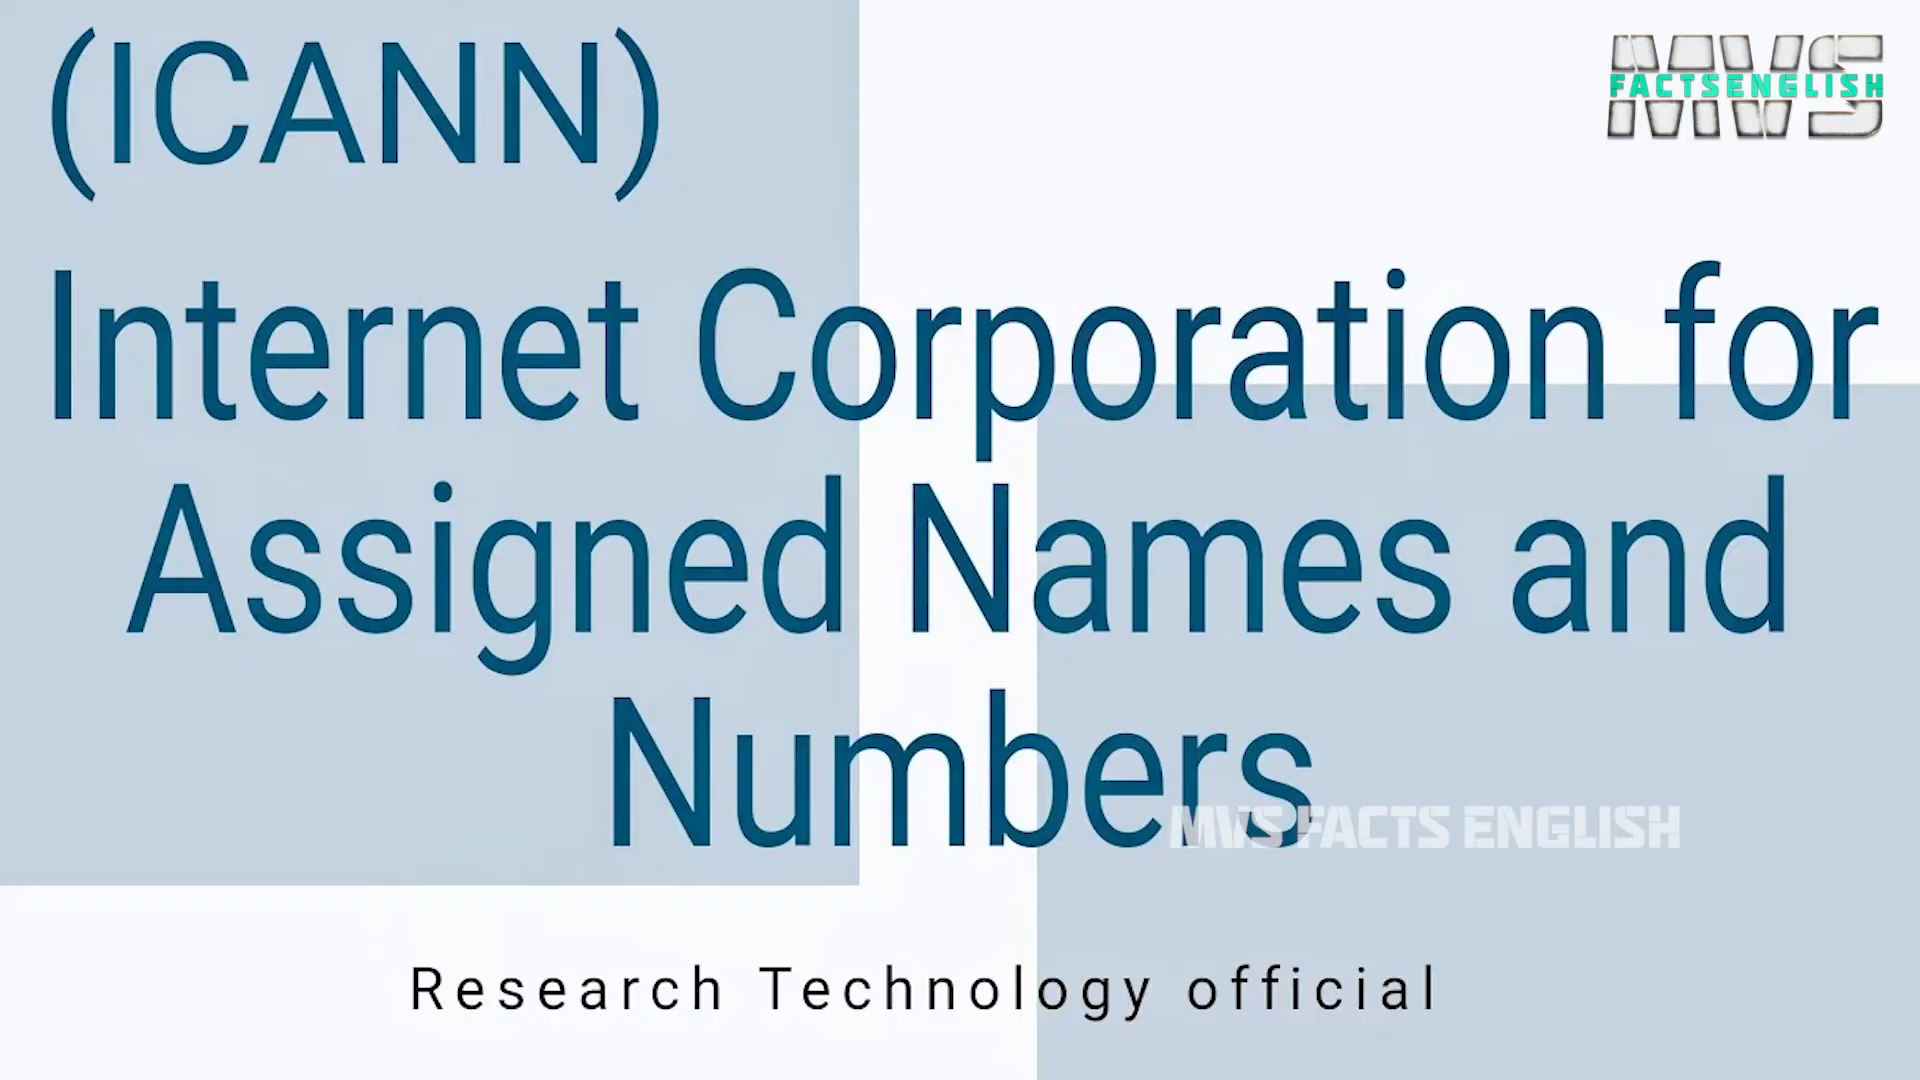 (ICANN)
MVS
FACTSENGLISH
Internet Corporation for
Assigned Names and
Numbers
MVS FACTS ENGLISH
Research Technology official